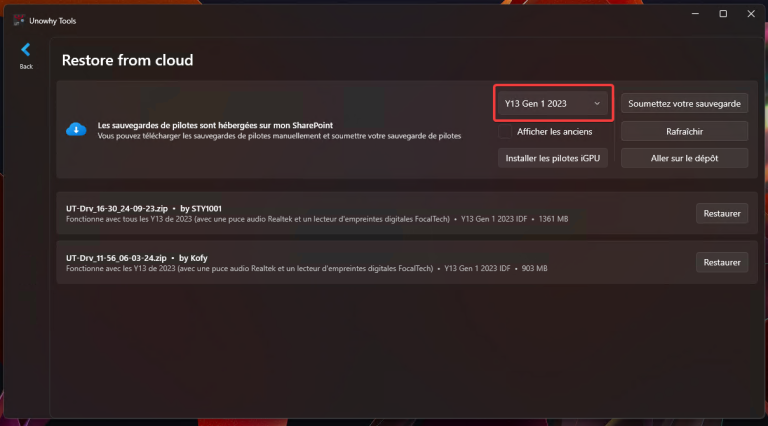 Unowhy Tools
Back
Restore from cloud
Les sauvegardes de pilotes sont hébergées sur mon SharePoint
Vous pouvez télécharger les sauvegardes de pilotes manuellement et soumettre votre sauvegarde de pilotes
Y13 Gen 1 2023
Soumettez votre sauvegarde
Afficher les anciens
Rafraîchir
Installer les pilotes iGPU
Aller sur le dépôt
UT-Drv_16-30_24-09-23.zip • by STY1001
Fonctionne avec tous les Y13 de 2023 (avec une puce audio Realtek et un lecteur d'empreintes digitales FocalTech) • Y13 Gen 1 2023 IDF • 1361 MB
Restaurer
UT-Drv_11-56_06-03-24.zip • by Kofy
Fonctionne avec les Y13 de 2023 (avec une puce audio Realtek et un lecteur d'empreintes digitales FocalTech) • Y13 Gen 1 2023 IDF • 903 MB
Restaurer